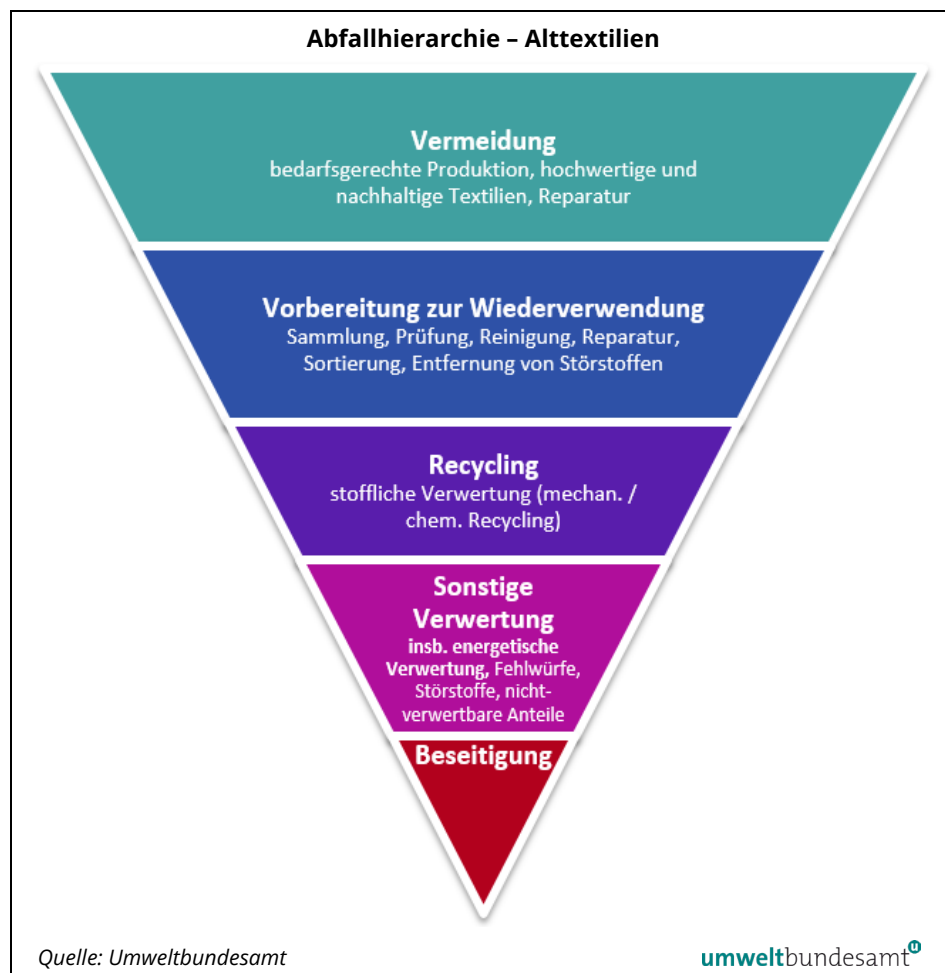 Abfallhierarchie – Alttextilien
Vermeidung
bedarfsgerechte Produktion, hochwertige und
nachhaltige Textilien, Reparatur
Vorbereitung zur Wiederverwendung
Sammlung, Prüfung, Reinigung, Reparatur,
Sortierung, Entfernung von Störstoffen
Recycling
stoffliche Verwertung (mechan. /
chem. Recycling)
Sonstige
Verwertung
insb. energetische
Verwertung, Fehlwürfe,
Störstoffe, nicht-
verwertbare Anteile
Beseitigung
Quelle: Umweltbundesamt
umweltbundesamt u